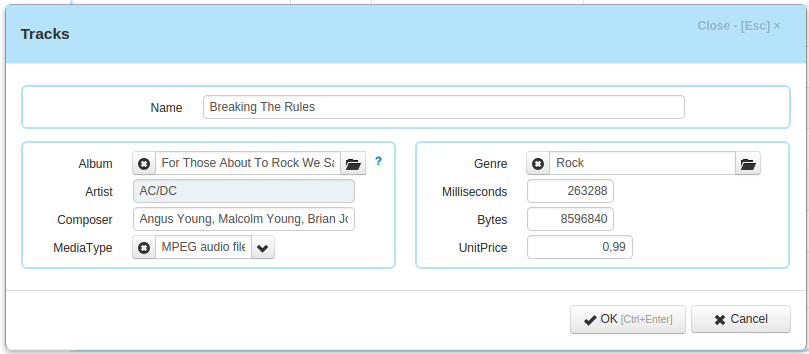 Tracks
Close - [Esc] ×
Name Breaking The Rules
Album For Those About To Rock We Sa ?
Artist AC/DC
Composer Angus Young, Malcolm Young, Brian Jo
MediaType MPEG audio file
Genre Rock
Milliseconds 263288
Bytes 8596840
UnitPrice 0,99
OK [Ctrl+Enter]
Cancel